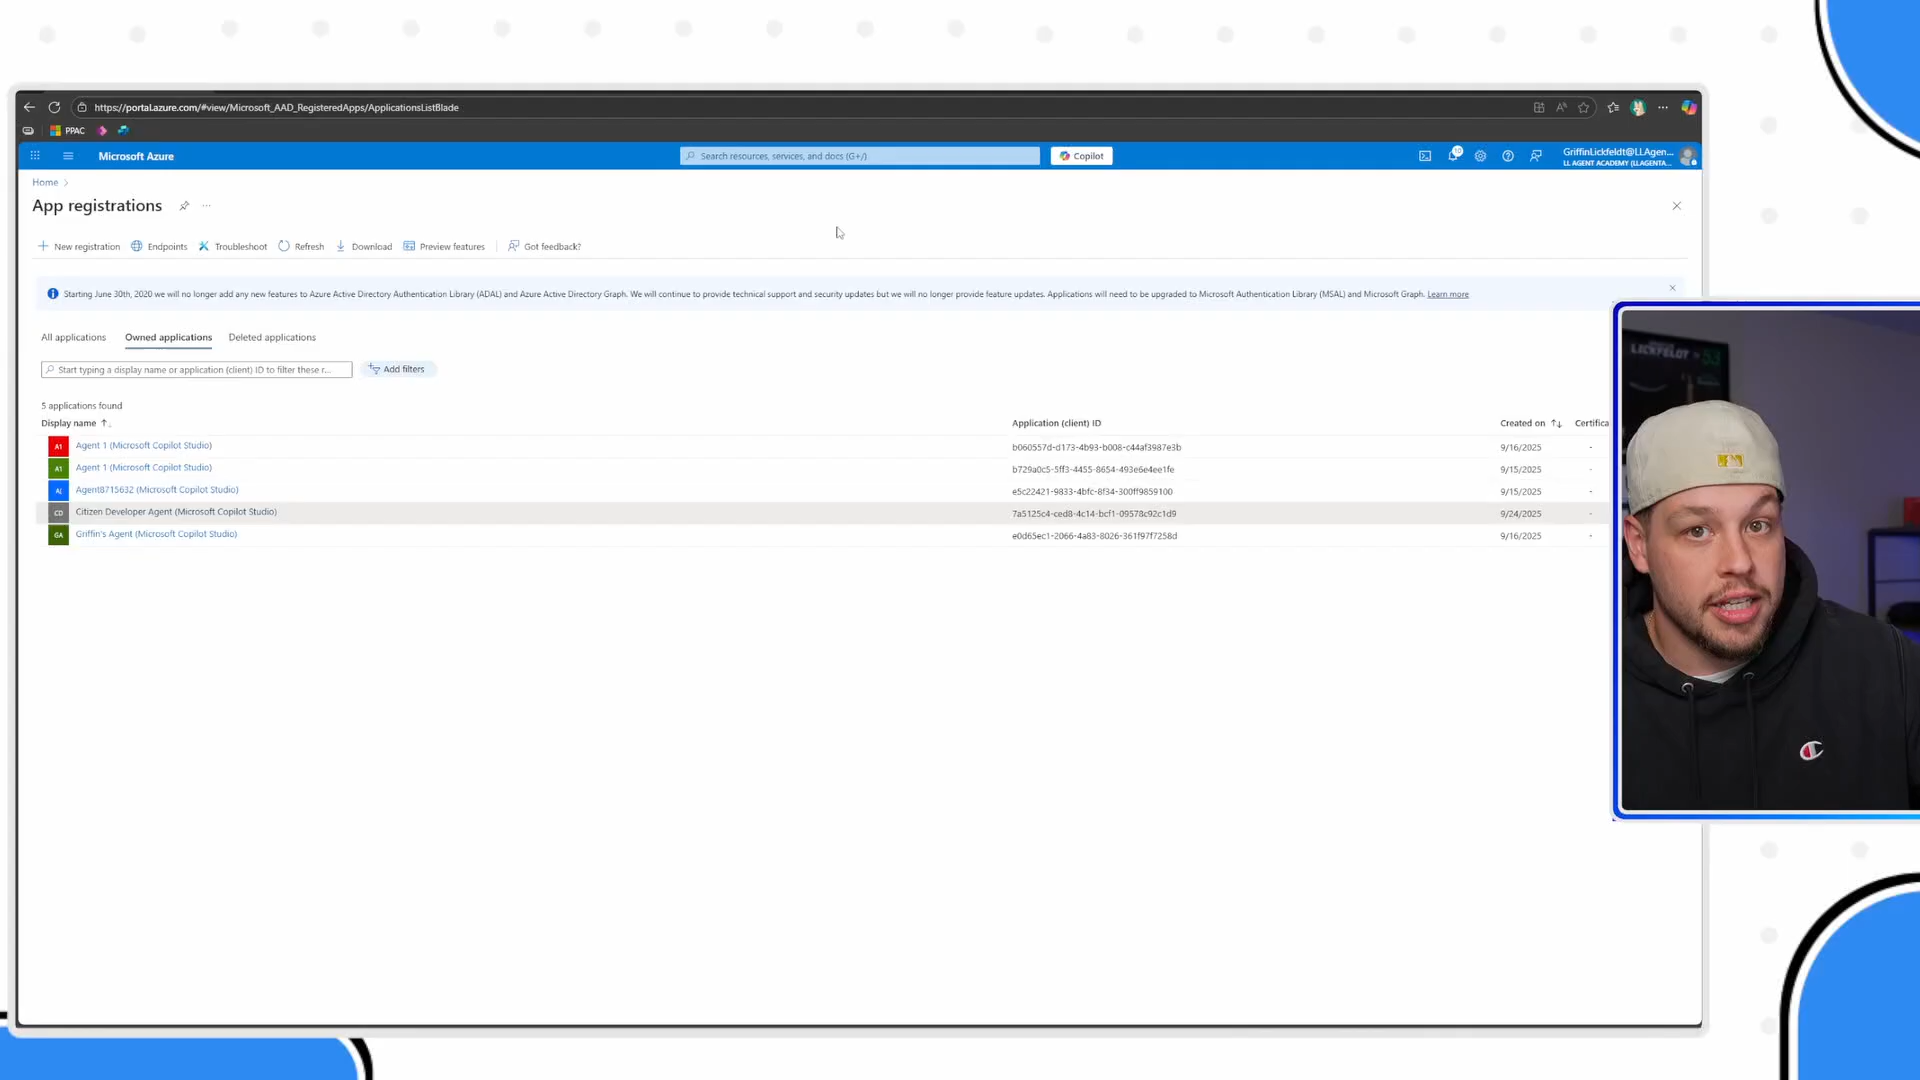 https://portal.azure.com/#view/Microsoft_AAD_RegisteredApps/ApplicationsListBlade
PPAC
Microsoft Azure
Search resources, services, and docs (G+/)
Copilot
10
GriffinLickfeldt@LLAgen...
LL AGENT ACADEMY (LLAGENTA...
Home
App registrations
New registration
Endpoints
Troubleshoot
Refresh
Download
Preview features
Got feedback?
Starting June 30th, 2020 we will no longer add any new features to Azure Active Directory Authentication Library (ADAL) and Azure Active Directory Graph. We will continue to provide technical support and security updates but we will no longer provide feature updates. Applications will need to be upgraded to Microsoft Authentication Library (MSAL) and Microsoft Graph. Learn more
All applications
Owned applications
Deleted applications
Start typing a display name or application (client) ID to filter these r...
Add filters
5 applications found
Display name
Application (client) ID
Created on
Certifica
A1
Agent 1 (Microsoft Copilot Studio)
b060557d-d173-4b93-b008-c44af3987e3b
9/16/2025
-
A1
Agent 1 (Microsoft Copilot Studio)
b729a0c5-5ff3-4455-8654-493e6e4ee1fe
9/15/2025
-
A(
Agent8715632 (Microsoft Copilot Studio)
e5c22421-9833-4bfc-8f34-300ff9859100
9/15/2025
-
CD
Citizen Developer Agent (Microsoft Copilot Studio)
7a5125c4-ced8-4c14-bcf1-09578c92c1d9
9/24/2025
-
GA
Griffin's Agent (Microsoft Copilot Studio)
e0d65ec1-2066-4a83-8026-361f97f7258d
9/16/2025
-
53